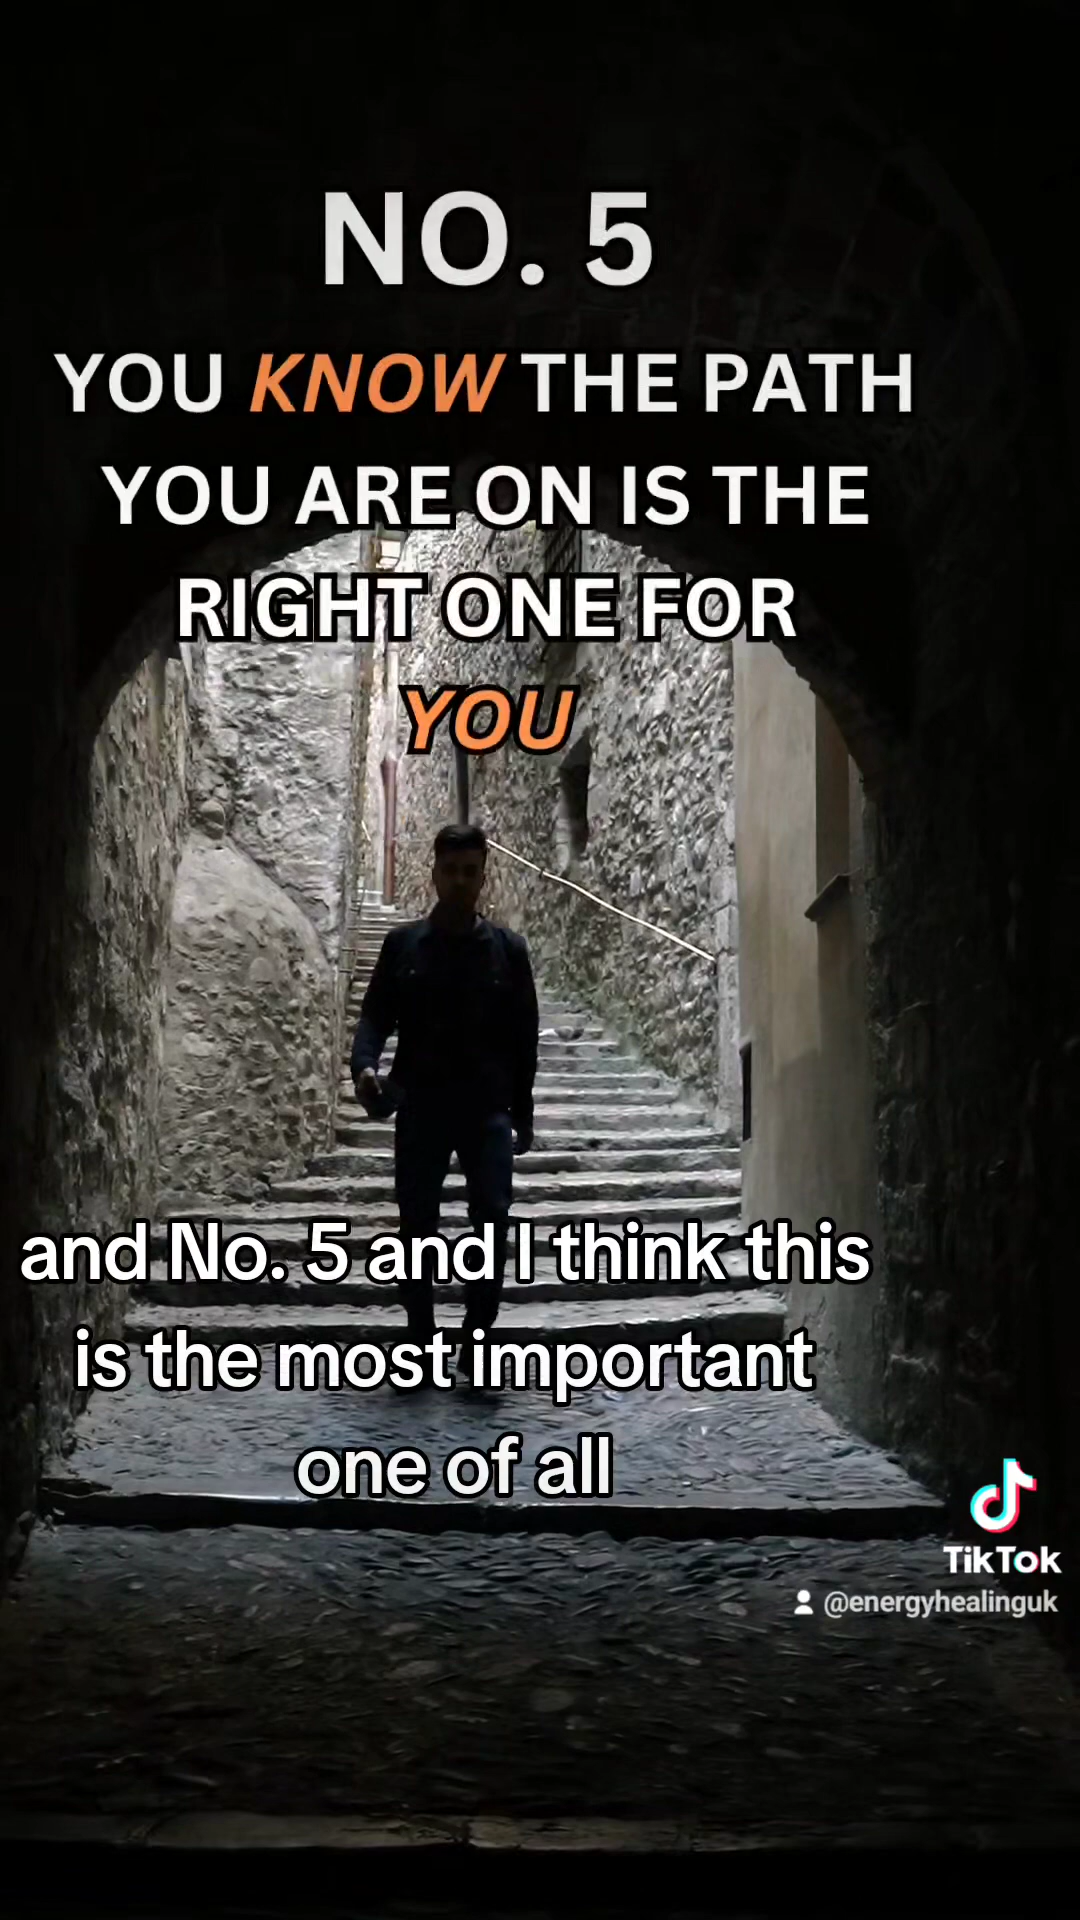 NO. 5
YOU KNOW THE PATH
YOU ARE ON IS THE
RIGHT ONE FOR
YOU
and No. 5 and I think this
is the most important
one of all
TikTok
@energyhealinguk